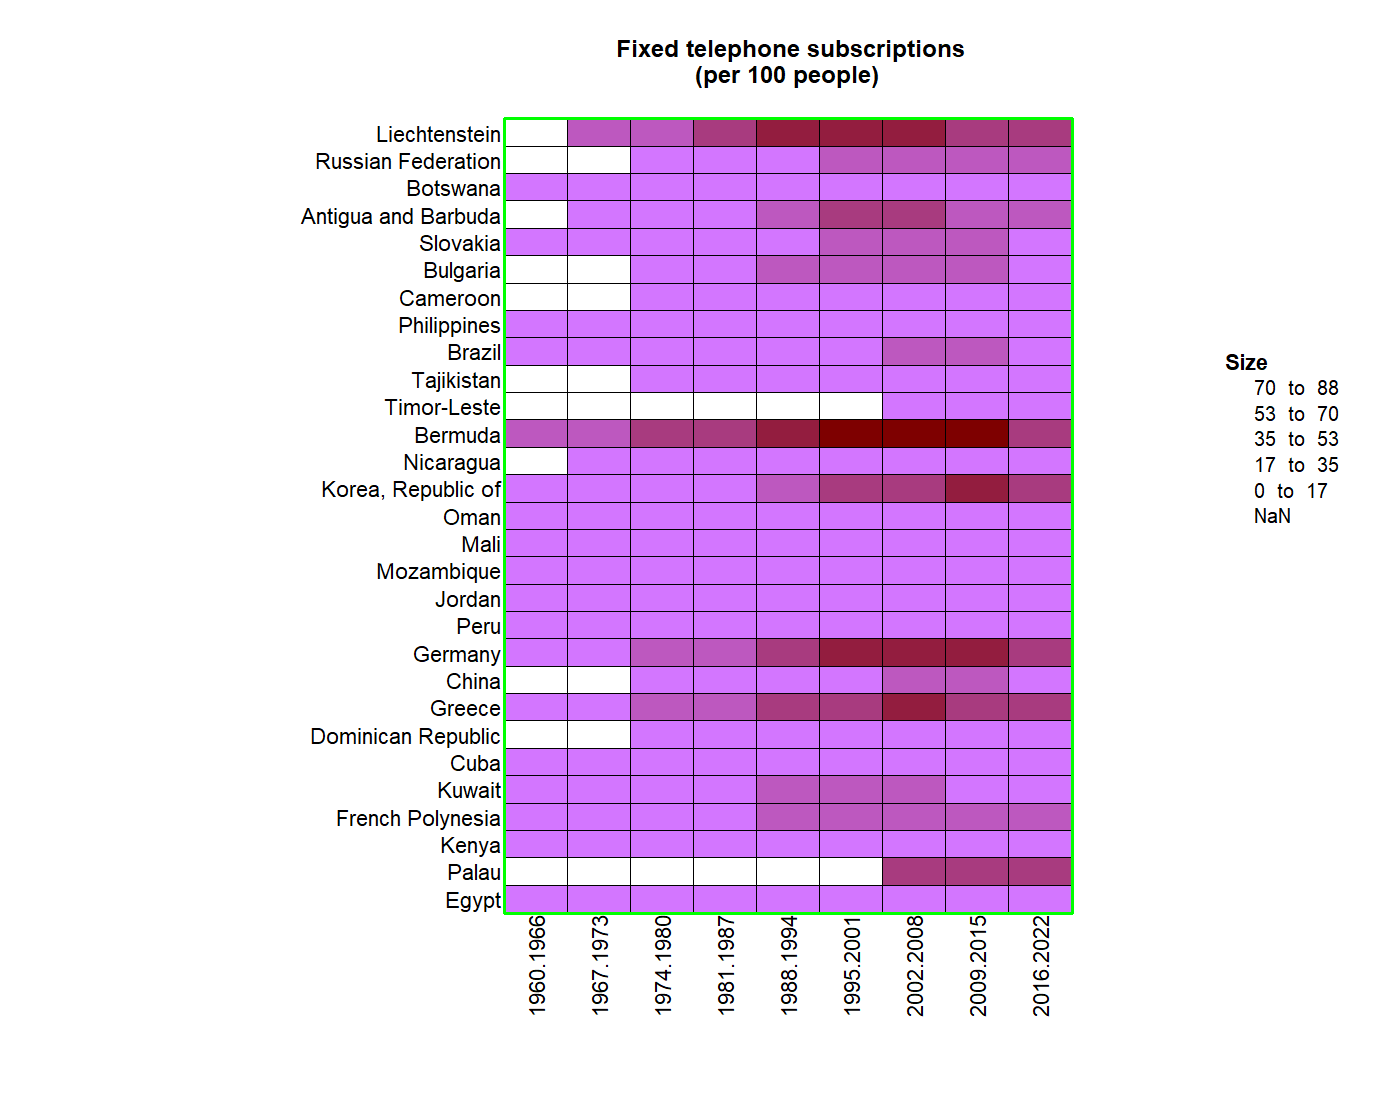 Fixed telephone subscriptions
(per 100 people)
Liechtenstein
Russian Federation
Botswana
Antigua and Barbuda
Slovakia
Bulgaria
Cameroon
Philippines
Brazil
Tajikistan
Timor-Leste
Bermuda
Nicaragua
Korea, Republic of
Oman
Mali
Mozambique
Jordan
Peru
Germany
China
Greece
Dominican Republic
Cuba
Kuwait
French Polynesia
Kenya
Palau
Egypt
1960.1966
1967.1973
1974.1980
1981.1987
1988.1994
1995.2001
2002.2008
2009.2015
2016.2022
Size
70 to 88
53 to 70
35 to 53
17 to 35
0 to 17
NaN